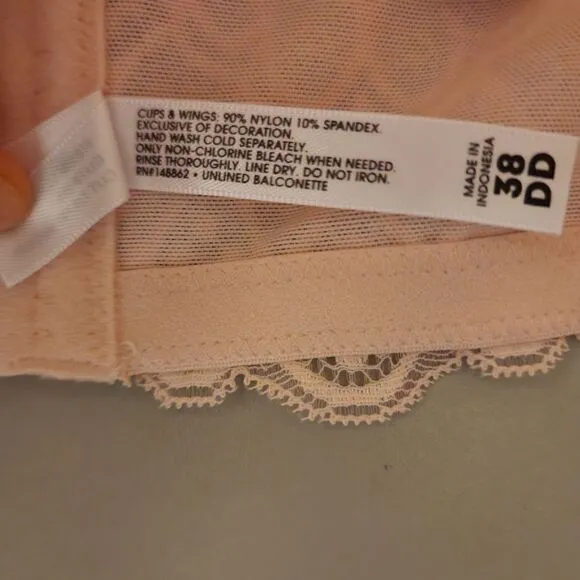 CUPS & WINGS: 90% NYLON 10% SPANDEX.
EXCLUSIVE OF DECORATION.
HAND WASH COLD SEPARATELY.
ONLY NON-CHLORINE BLEACH WHEN NEEDED.
RINSE THOROUGHLY. LINE DRY. DO NOT IRON.
RN#148862 • UNLINED BALCONETTE
MADE IN
INDONESIA
38
DD